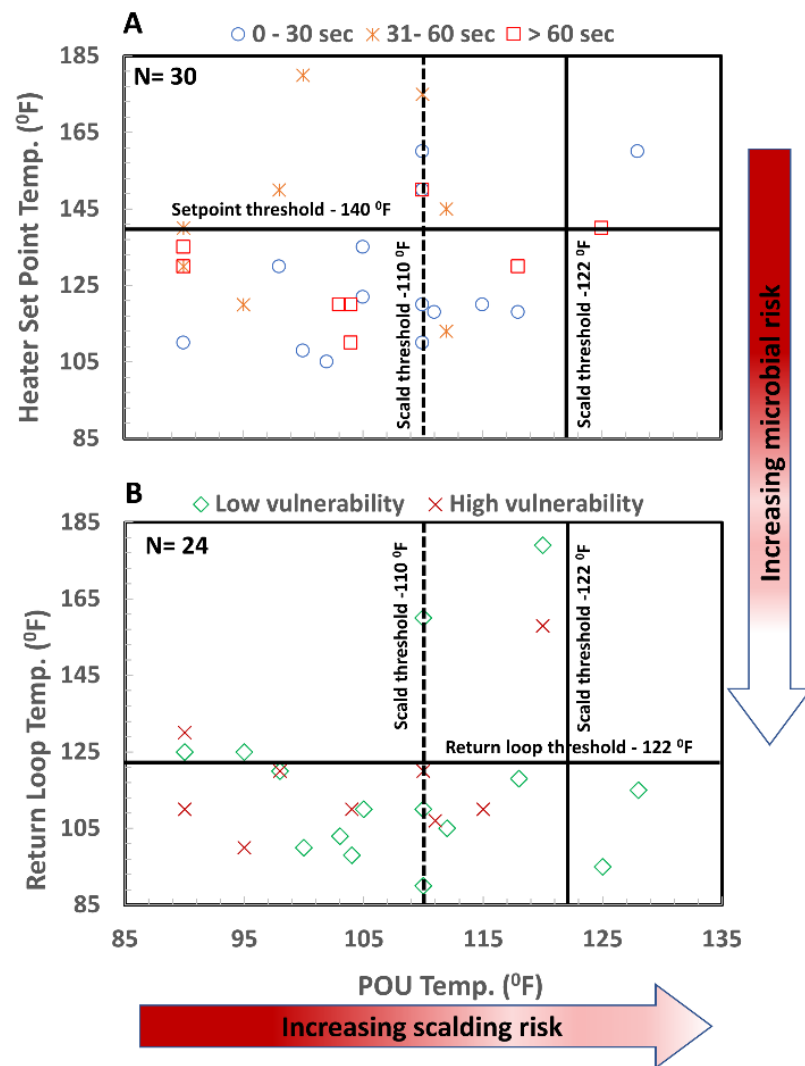 A
0 - 30 sec 31- 60 sec > 60 sec
185
165
145
125
105
85
Heater Set Point Temp. (⁰F)
N= 30
Setpoint threshold - 140 ⁰F
Scald threshold -110 ⁰F
Scald threshold -122 ⁰F
B
Low vulnerability High vulnerability
185
165
145
125
105
85
Return Loop Temp. (⁰F)
N= 24
Scald threshold -110 ⁰F
Scald threshold -122 ⁰F
Return loop threshold - 122 ⁰F
85 95 105 115 125 135
POU Temp. (⁰F)
Increasing scalding risk
Increasing microbial risk